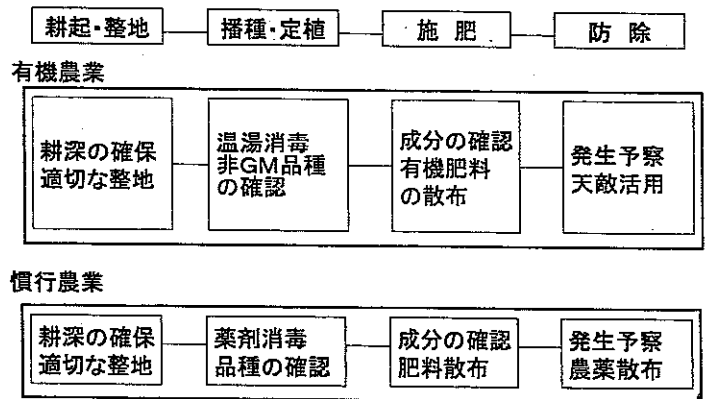 耕起・整地 播種・定植 施肥 防除
有機農業
耕深の確保
適切な整地
温湯消毒
非GM品種
の確認
成分の確認
有機肥料
の散布
発生予察
天敵活用
慣行農業
耕深の確保
適切な整地
薬剤消毒
品種の確認
成分の確認
肥料散布
発生予察
農薬散布